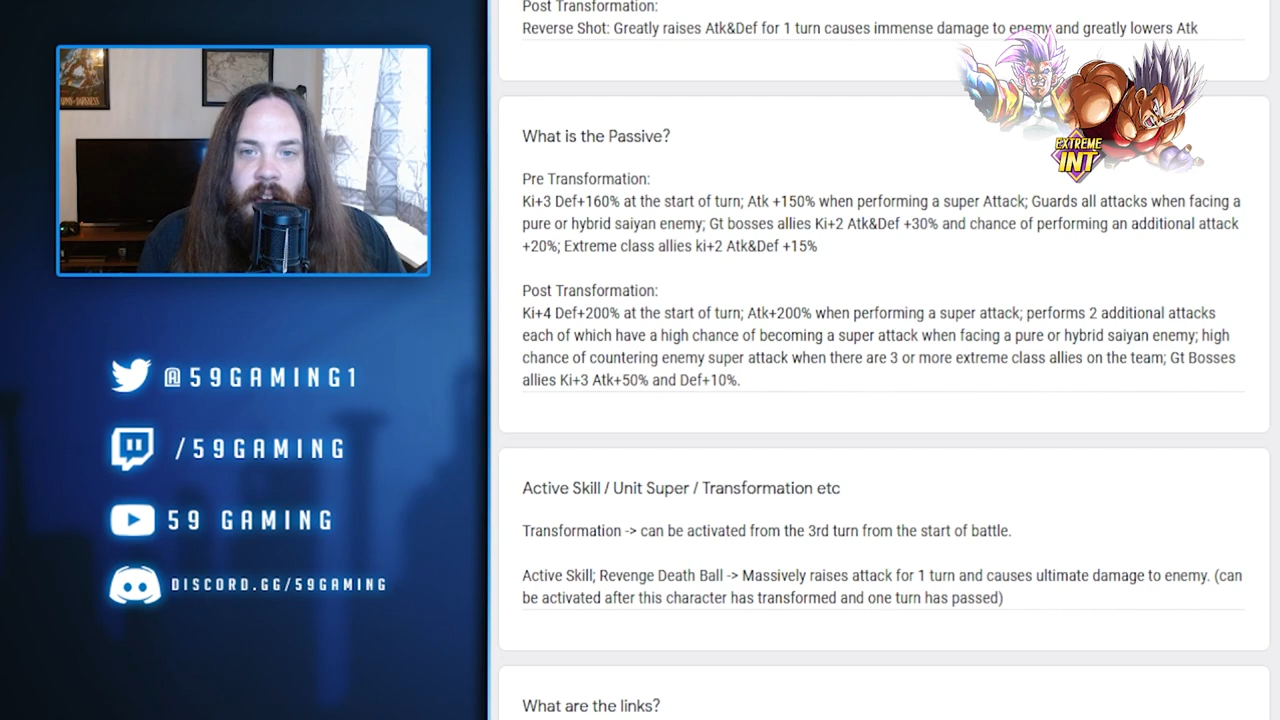 @59GAMING1
/59GAMING
59 GAMING
DISCORD.GG/59GAMING
Post Transformation:
Reverse Shot: Greatly raises Atk&Def for 1 turn causes immense damage to enemy and greatly lowers Atk
EXTREME
INT
What is the Passive?
Pre Transformation:
Ki+3 Def+160% at the start of turn; Atk +150% when performing a super Attack; Guards all attacks when facing a
pure or hybrid saiyan enemy; Gt bosses allies Ki+2 Atk&Def +30% and chance of performing an additional attack
+20%; Extreme class allies ki+2 Atk&Def +15%
Post Transformation:
Ki+4 Def+200% at the start of turn; Atk+200% when performing a super attack; performs 2 additional attacks
each of which have a high chance of becoming a super attack when facing a pure or hybrid saiyan enemy; high
chance of countering enemy super attack when there are 3 or more extreme class allies on the team; Gt Bosses
allies Ki+3 Atk+50% and Def+10%.
Active Skill / Unit Super / Transformation etc
Transformation -> can be activated from the 3rd turn from the start of battle.
Active Skill; Revenge Death Ball -> Massively raises attack for 1 turn and causes ultimate damage to enemy. (can
be activated after this character has transformed and one turn has passed)
What are the links?